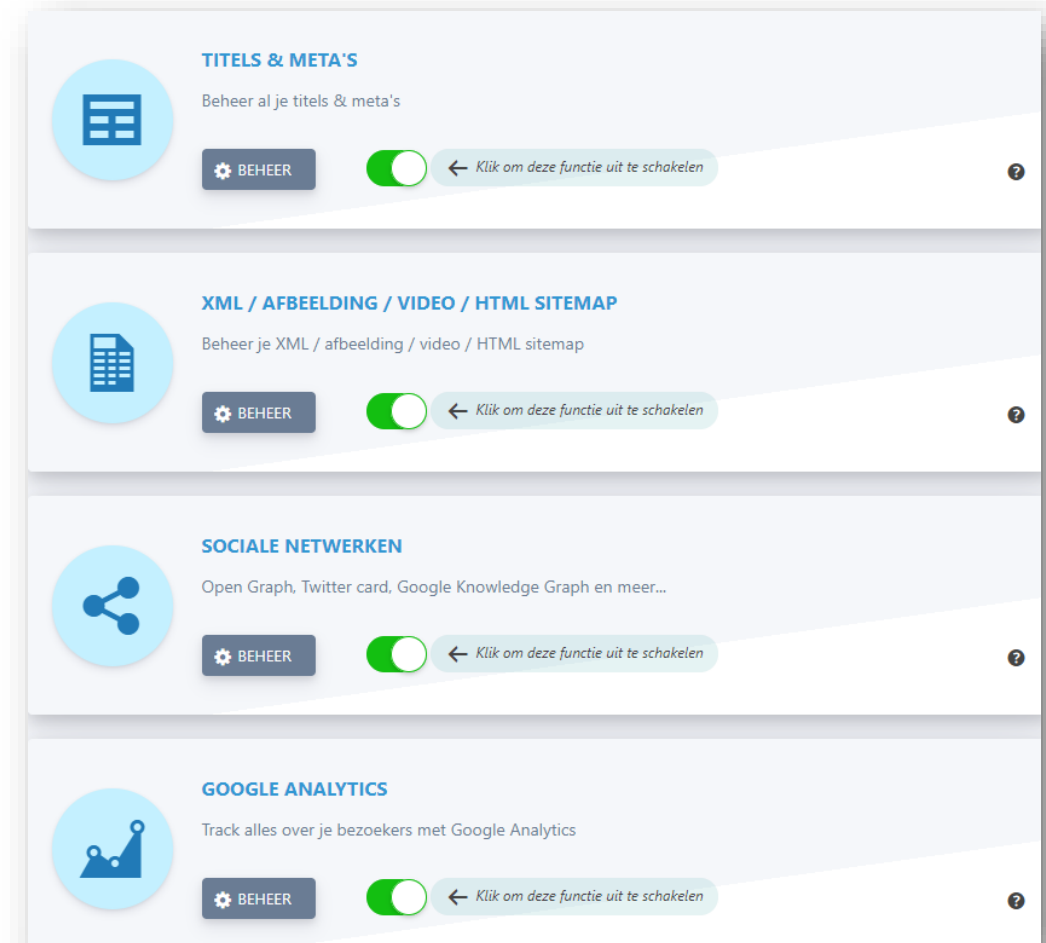 TITELS & META'S
Beheer al je titels & meta's
BEHEER
← Klik om deze functie uit te schakelen
?
XML / AFBEELDING / VIDEO / HTML SITEMAP
Beheer je XML / afbeelding / video / HTML sitemap
BEHEER
← Klik om deze functie uit te schakelen
?
SOCIALE NETWERKEN
Open Graph, Twitter card, Google Knowledge Graph en meer...
BEHEER
← Klik om deze functie uit te schakelen
?
GOOGLE ANALYTICS
Track alles over je bezoekers met Google Analytics
BEHEER
← Klik om deze functie uit te schakelen
?